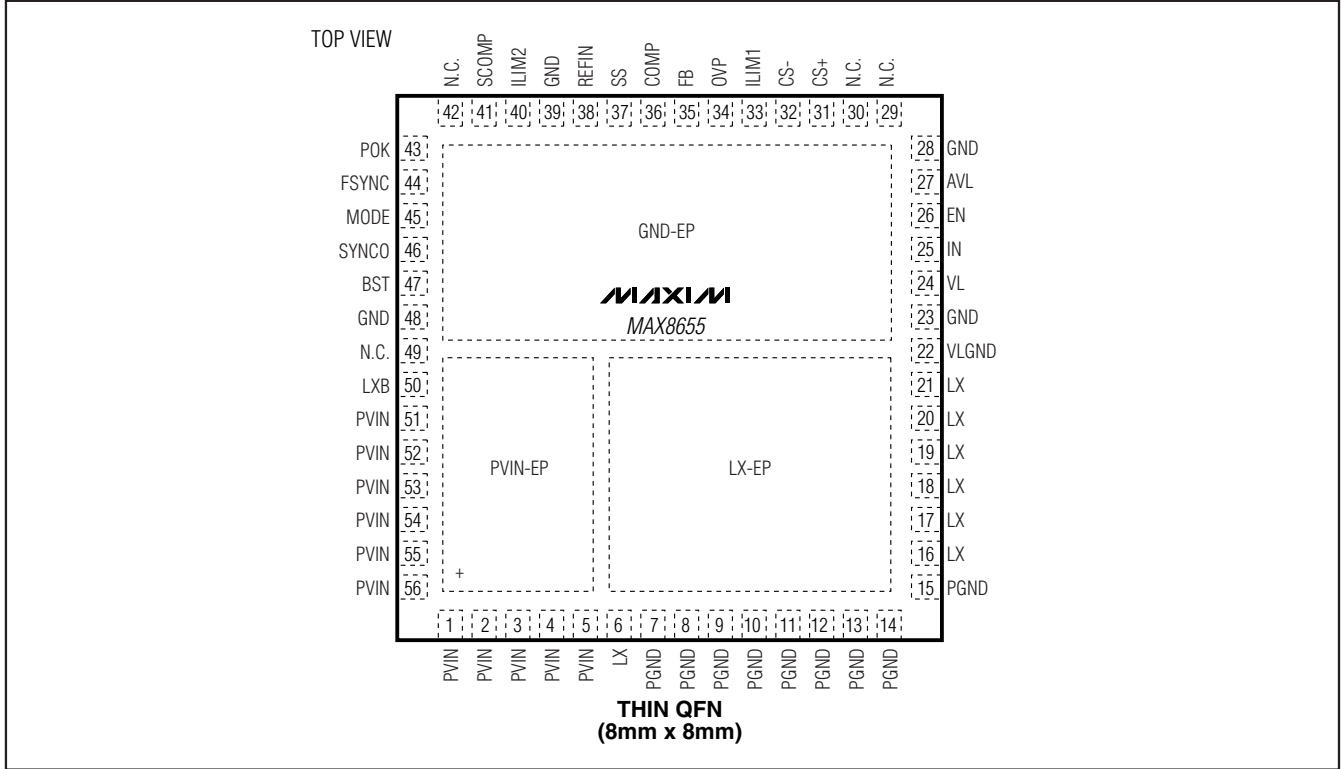 TOP VIEW
N.C. SCOMP ILIM2 GND REFIN SS COMP FB OVP ILIM1 CS- CS+ N.C. N.C.
42 41 40 39 38 37 36 35 34 33 32 31 30 29
POK 43 28 GND
FSYNC 44 27 AVL
MODE 45 26 EN
GND-EP
SYNCO 46 25 IN
BST 47 24 VL
MAXIM
GND 48 23 GND
MAX8655
N.C. 49 22 VLGND
LXB 50 21 LX
PVIN 51 20 LX
PVIN 52 19 LX
PVIN-EP LX-EP
PVIN 53 18 LX
PVIN 54 17 LX
PVIN 55 16 LX
+
PVIN 56 15 PGND
1 2 3 4 5 6 7 8 9 10 11 12 13 14
PVIN PVIN PVIN PVIN PVIN LX PGND PGND PGND PGND PGND PGND PGND PGND
THIN QFN
(8mm x 8mm)